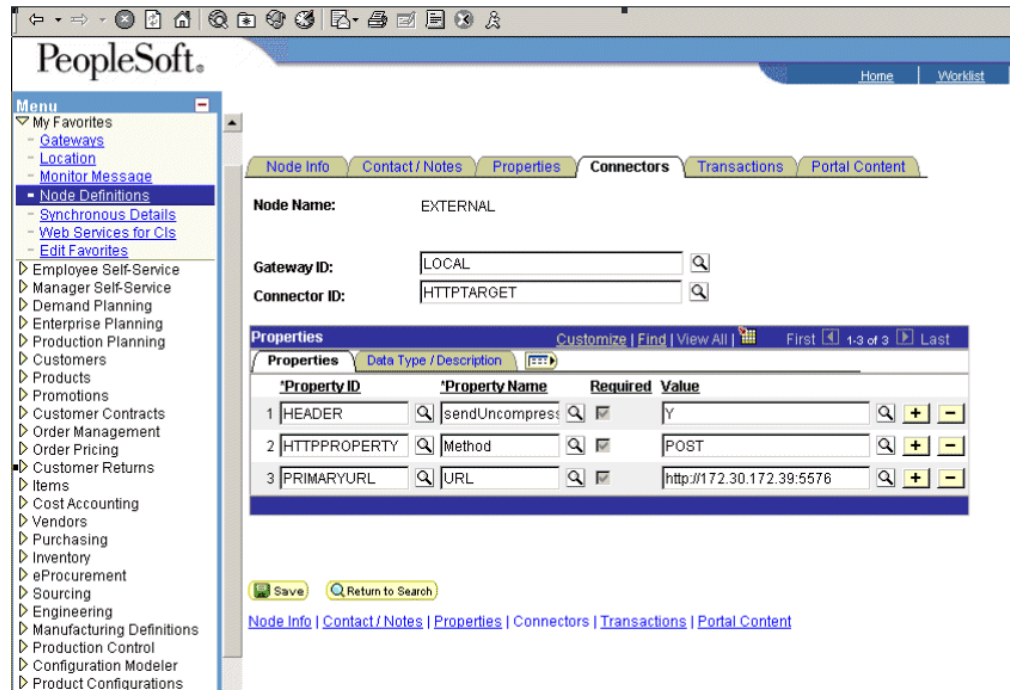 PeopleSoft®
Home
Worklist
Menu
My Favorites
Gateways
Location
Monitor Message
Node Definitions
Synchronous Details
Web Services for CIs
Edit Favorites
Employee Self-Service
Manager Self-Service
Demand Planning
Enterprise Planning
Production Planning
Customers
Products
Promotions
Customer Contracts
Order Management
Order Pricing
Customer Returns
Items
Cost Accounting
Vendors
Purchasing
Inventory
eProcurement
Sourcing
Engineering
Manufacturing Definitions
Production Control
Configuration Modeler
Product Configurations
Node Info Contact / Notes Properties Connectors Transactions Portal Content
Node Name: EXTERNAL
Gateway ID: LOCAL
Connector ID: HTTPTARGET
Properties Customize | Find | View All | First 1-3 of 3 Last
Properties Data Type / Description
*Property ID *Property Name Required Value
1 HEADER sendUncompress Y + −
2 HTTPPROPERTY Method POST + −
3 PRIMARYURL URL http://172.30.172.39:5576 + −
Save Return to Search
Node Info | Contact / Notes | Properties | Connectors | Transactions | Portal Content